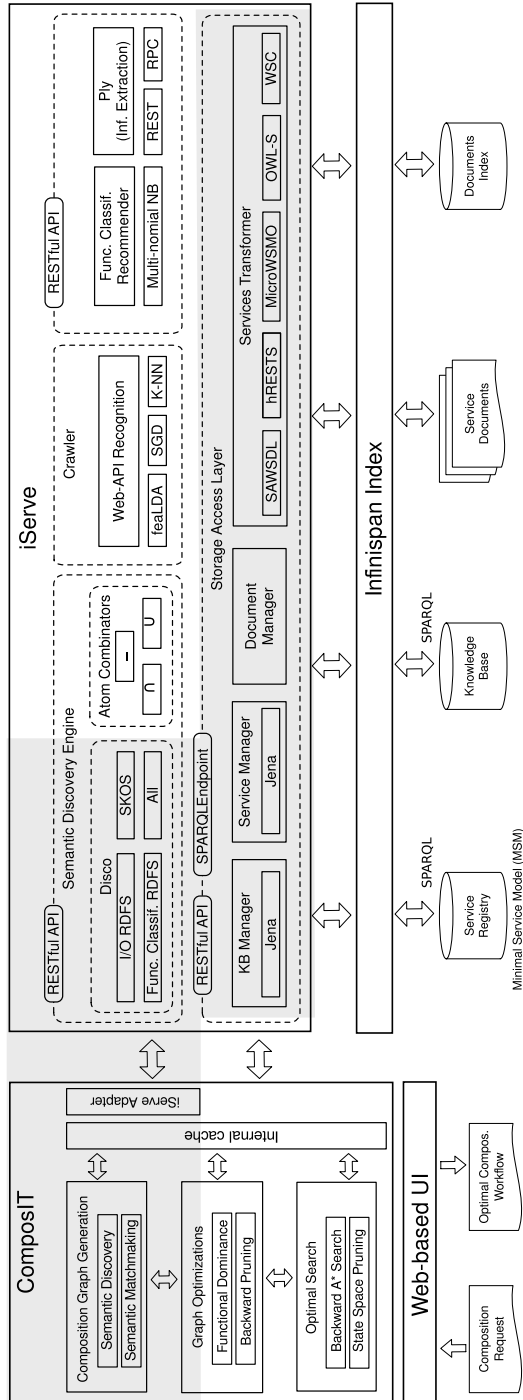 ComposIT
Composition Graph Generation
Semantic Discovery
Semantic Matchmaking
Graph Optimizations
Functional Dominance
Backward Pruning
Optimal Search
Backward A* Search
State Space Pruning
iServe Adapter
Internal cache
Web-based UI
Composition
Request
Optimal Compos.
Workflow
iServe
RESTful API
Semantic Discovery Engine
Disco
I/O RDFS
SKOS
Func. Classif. RDFS
All
Atom Combinators
−
∩
∪
Crawler
Web-API Recognition
feaLDA
SGD
K-NN
RESTful API
Func. Classif.
Recommender
Multi-nomial NB
Ply
(Inf. Extraction)
REST
RPC
RESTful API
SPARQLEndpoint
Storage Access Layer
KB Manager
Jena
Service Manager
Jena
Document
Manager
Services Transformer
SAWSDL
hRESTS
MicroWSMO
OWL-S
WSC
Infinispan Index
SPARQL
Service
Registry
Minimal Service Model (MSM)
SPARQL
Knowledge
Base
Service
Documents
Documents
Index